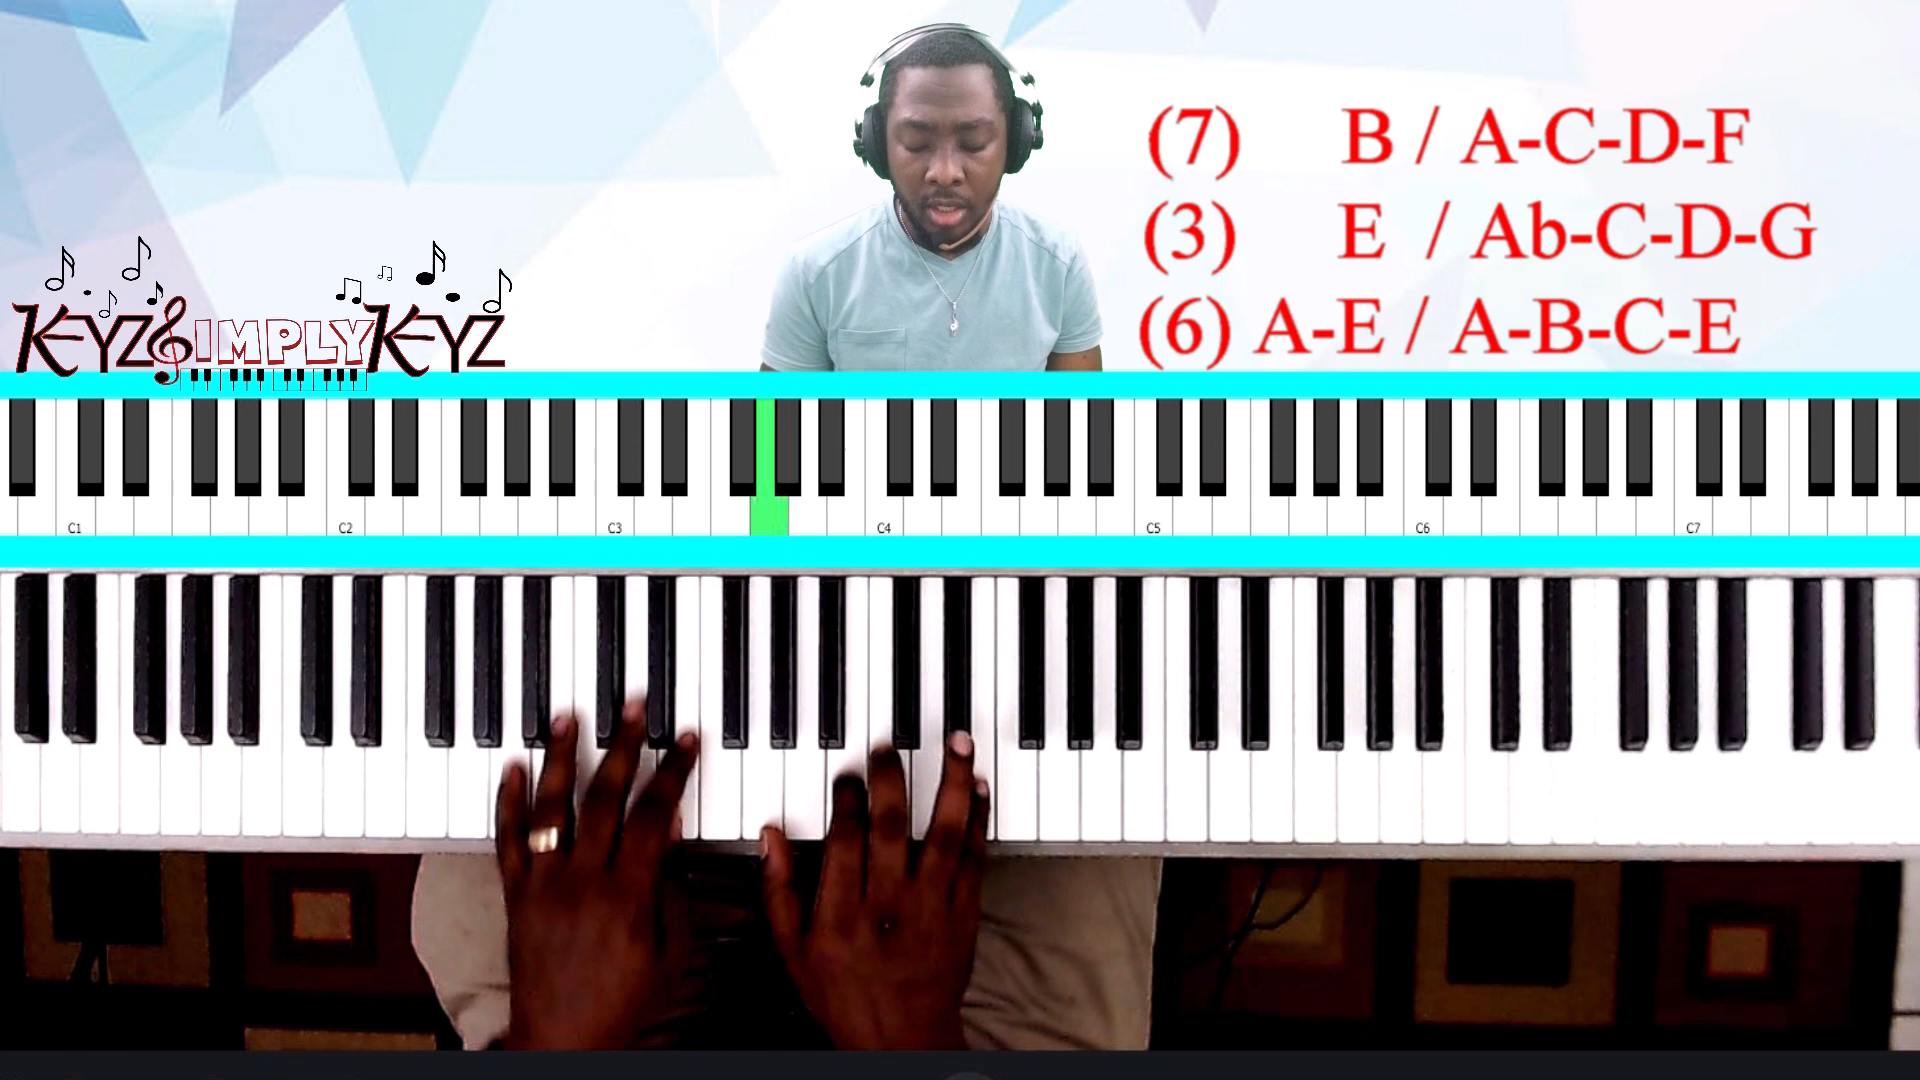 (7) B / A-C-D-F
(3) E / Ab-C-D-G
(6) A-E / A-B-C-E
KEYZSIMPLYKEYZ
C1 C2 C3 C4 C5 C6 C7